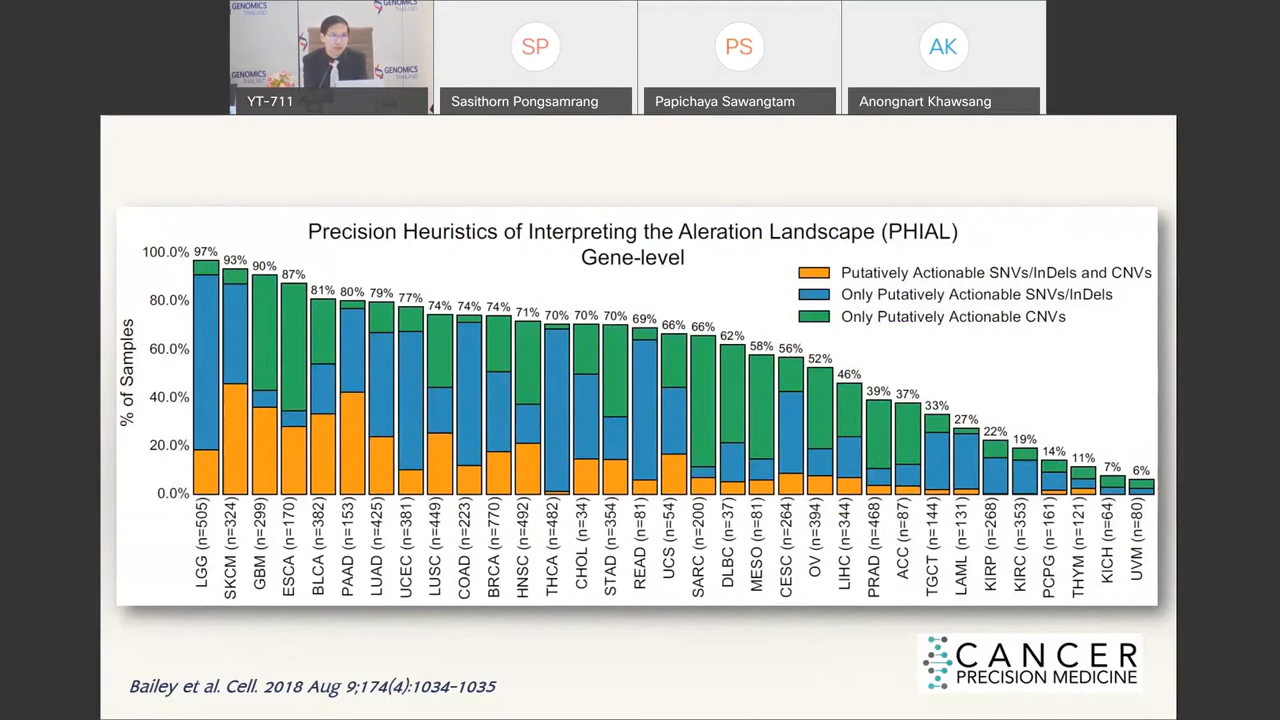 GENOMICS
GENOMICS
THAILAND
GENOMICS
THAILAND
GENOMICS
THAILAND
YT-711
SP
Sasithorn Pongsamrang
PS
Papichaya Sawangtam
AK
Anongnart Khawsang
Precision Heuristics of Interpreting the Aleration Landscape (PHIAL)
Gene-level
Putatively Actionable SNVs/InDels and CNVs
Only Putatively Actionable SNVs/InDels
Only Putatively Actionable CNVs
% of Samples
100.0%
80.0%
60.0%
40.0%
20.0%
0.0%
97% 93% 90% 87% 81% 80% 79% 77% 74% 74% 74% 71% 70% 70% 70% 69% 66% 66% 62% 58% 56% 52% 46% 39% 37% 33% 27% 22% 19% 14% 11% 7% 6%
LGG (n=505)
SKCM (n=324)
GBM (n=299)
ESCA (n=170)
BLCA (n=382)
PAAD (n=153)
LUAD (n=425)
UCEC (n=381)
LUSC (n=449)
COAD (n=223)
BRCA (n=770)
HNSC (n=492)
THCA (n=482)
CHOL (n=34)
STAD (n=354)
READ (n=81)
UCS (n=54)
SARC (n=200)
DLBC (n=37)
MESO (n=81)
CESC (n=264)
OV (n=394)
LIHC (n=344)
PRAD (n=468)
ACC (n=87)
TGCT (n=144)
LAML (n=131)
KIRP (n=268)
KIRC (n=353)
PCPG (n=161)
THYM (n=121)
KICH (n=64)
UVM (n=80)
Bailey et al. Cell. 2018 Aug 9;174(4):1034-1035
CANCER
PRECISION MEDICINE